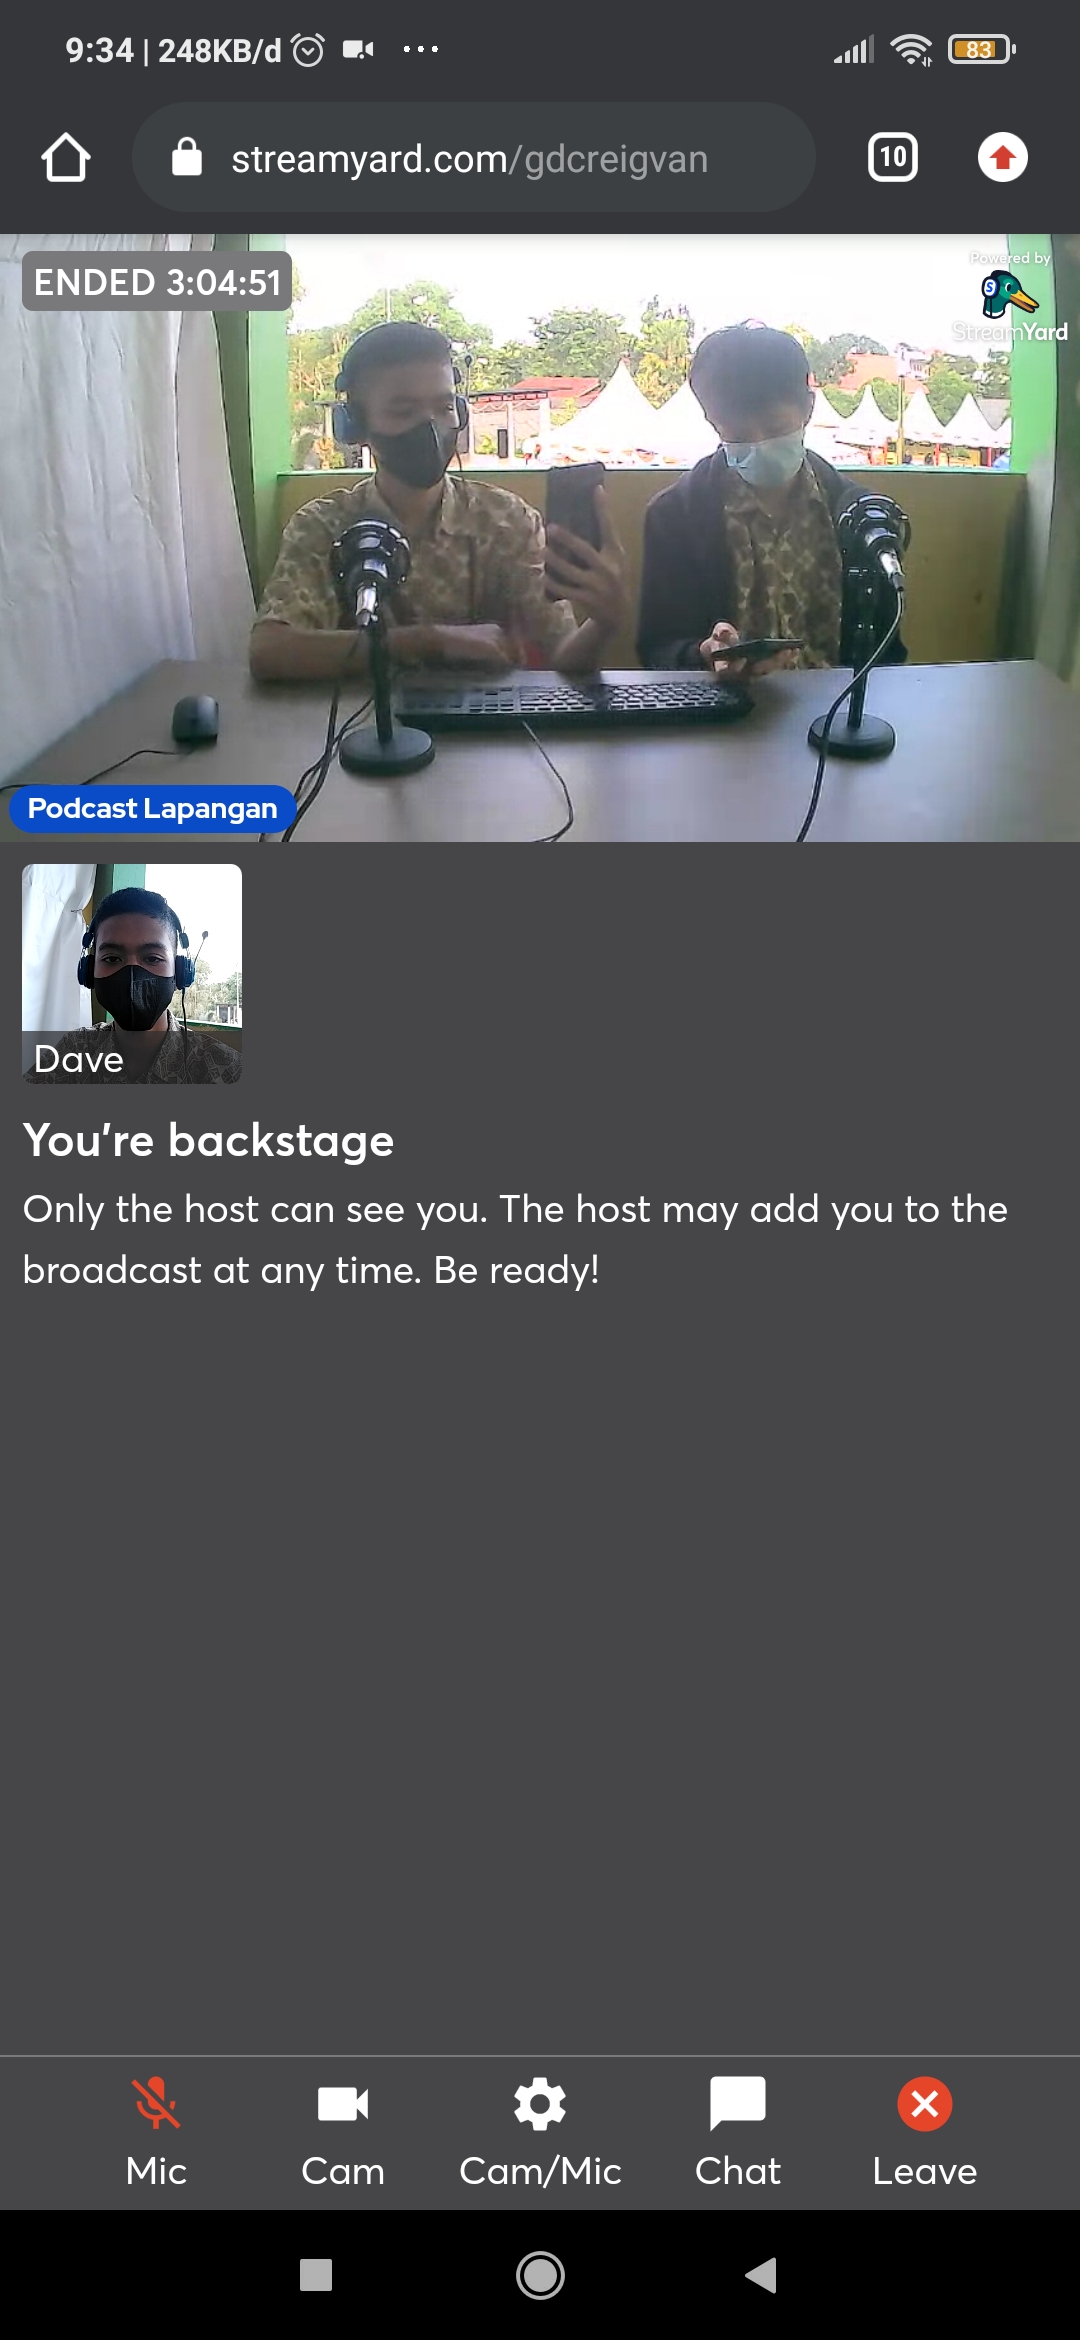 9:34 | 248KB/d
83
streamyard.com/gdcreigvan
10
ENDED 3:04:51
Powered by
S
StreamYard
Podcast Lapangan
Dave
You're backstage
Only the host can see you. The host may add you to the
broadcast at any time. Be ready!
Mic
Cam
Cam/Mic
Chat
Leave